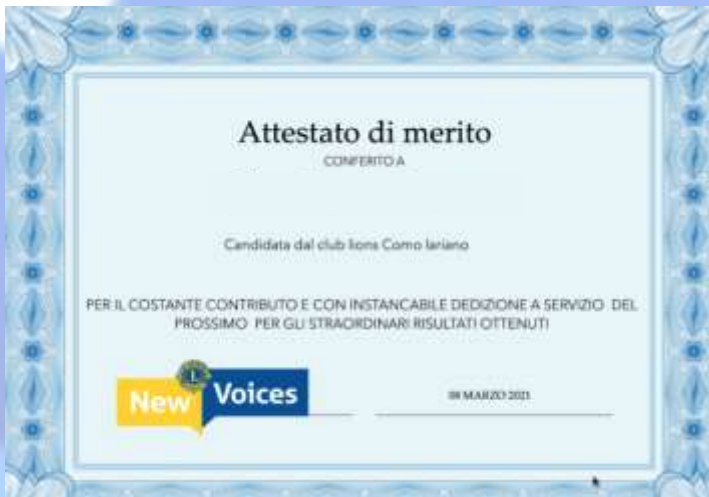 Attestato di merito
CONFERITO A
Candidata dal club lions Como lariano
PER IL COSTANTE CONTRIBUTO E CON INSTANCABILE DEDIZIONE A SERVIZIO DEL
PROSSIMO PER GLI STRAORDINARI RISULTATI OTTENUTI
New Voices
08 MARZO 2021